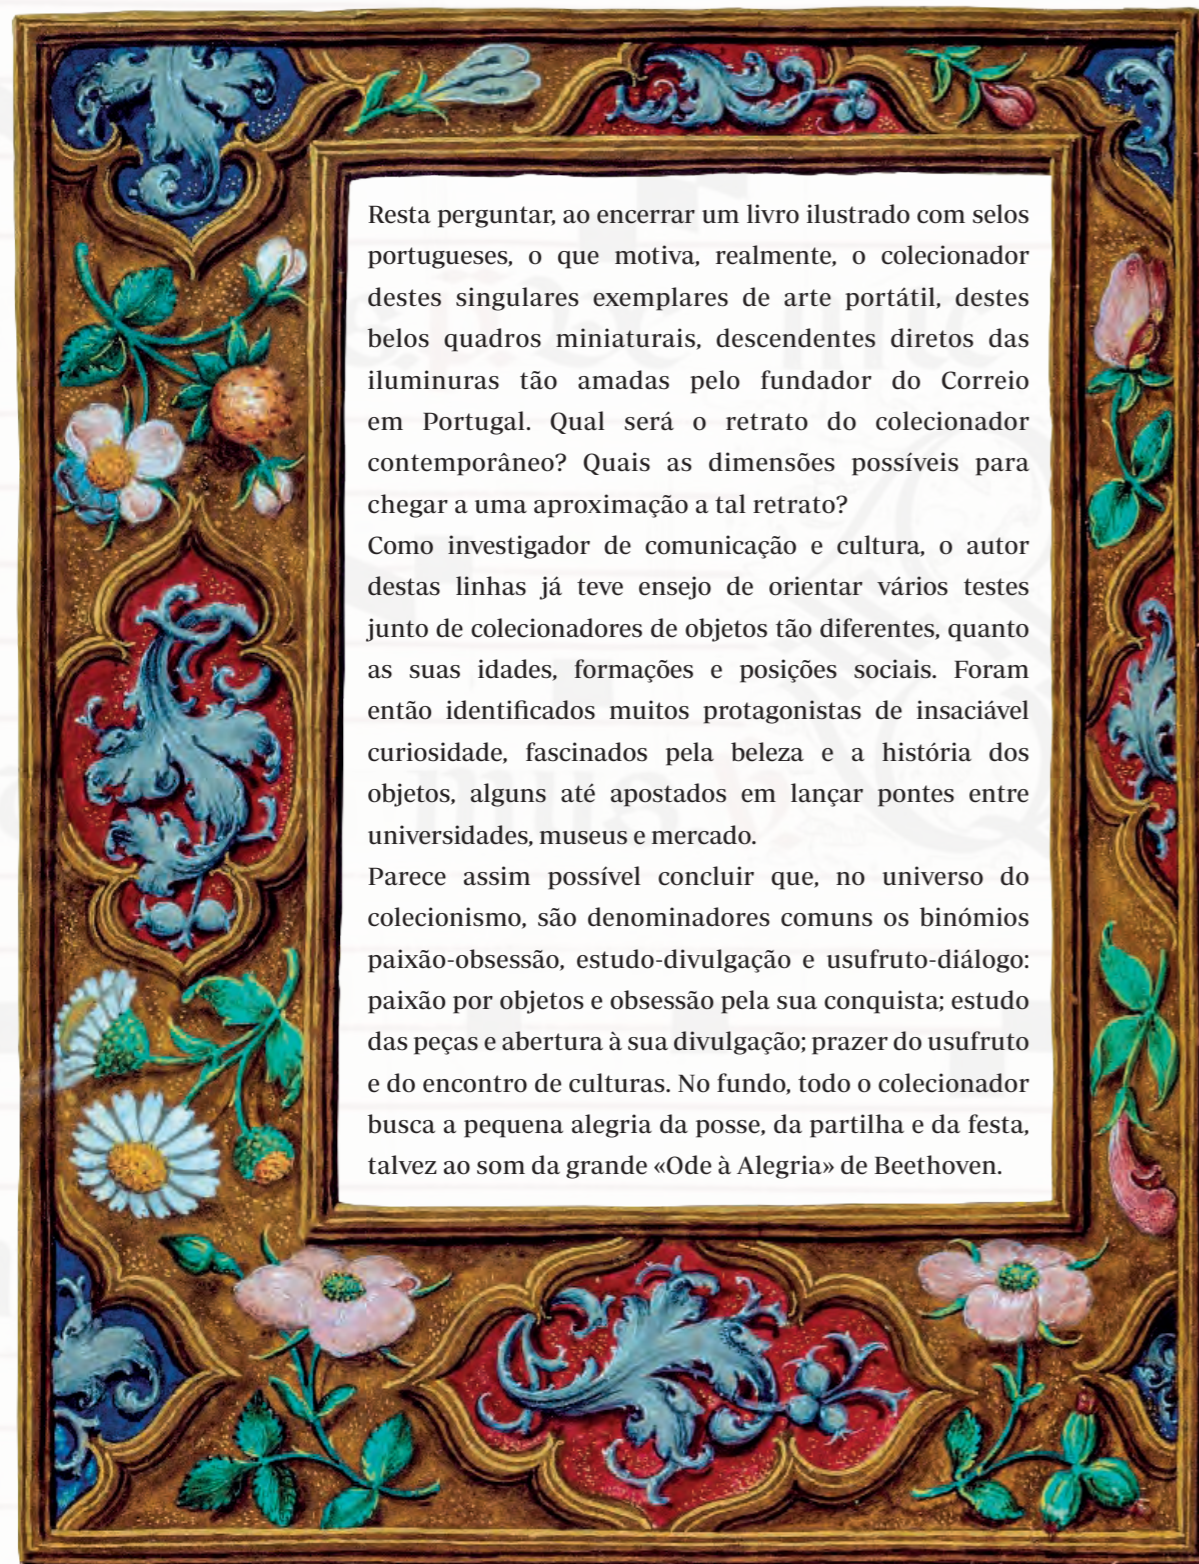 Resta perguntar, ao encerrar um livro ilustrado com selos
portugueses, o que motiva, realmente, o colecionador
destes singulares exemplares de arte portátil, destes
belos quadros miniaturais, descendentes diretos das
iluminuras tão amadas pelo fundador do Correio
em Portugal. Qual será o retrato do colecionador
contemporâneo? Quais as dimensões possíveis para
chegar a uma aproximação a tal retrato?
Como investigador de comunicação e cultura, o autor
destas linhas já teve ensejo de orientar vários testes
junto de colecionadores de objetos tão diferentes, quanto
as suas idades, formações e posições sociais. Foram
então identificados muitos protagonistas de insaciável
curiosidade, fascinados pela beleza e a história dos
objetos, alguns até apostados em lançar pontes entre
universidades, museus e mercado.
Parece assim possível concluir que, no universo do
colecionismo, são denominadores comuns os binómios
paixão-obsessão, estudo-divulgação e usufruto-diálogo:
paixão por objetos e obsessão pela sua conquista; estudo
das peças e abertura à sua divulgação; prazer do usufruto
e do encontro de culturas. No fundo, todo o colecionador
busca a pequena alegria da posse, da partilha e da festa,
talvez ao som da grande «Ode à Alegria» de Beethoven.